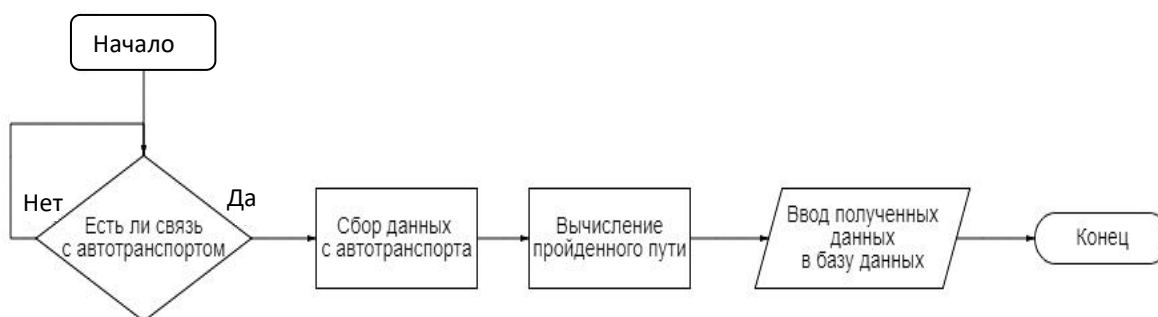 Начало
Нет
Да
Есть ли связь
с автотранспортом
Сбор данных
с автотранспорта
Вычисление
пройденного пути
Ввод полученных
данных
в базу данных
Конец